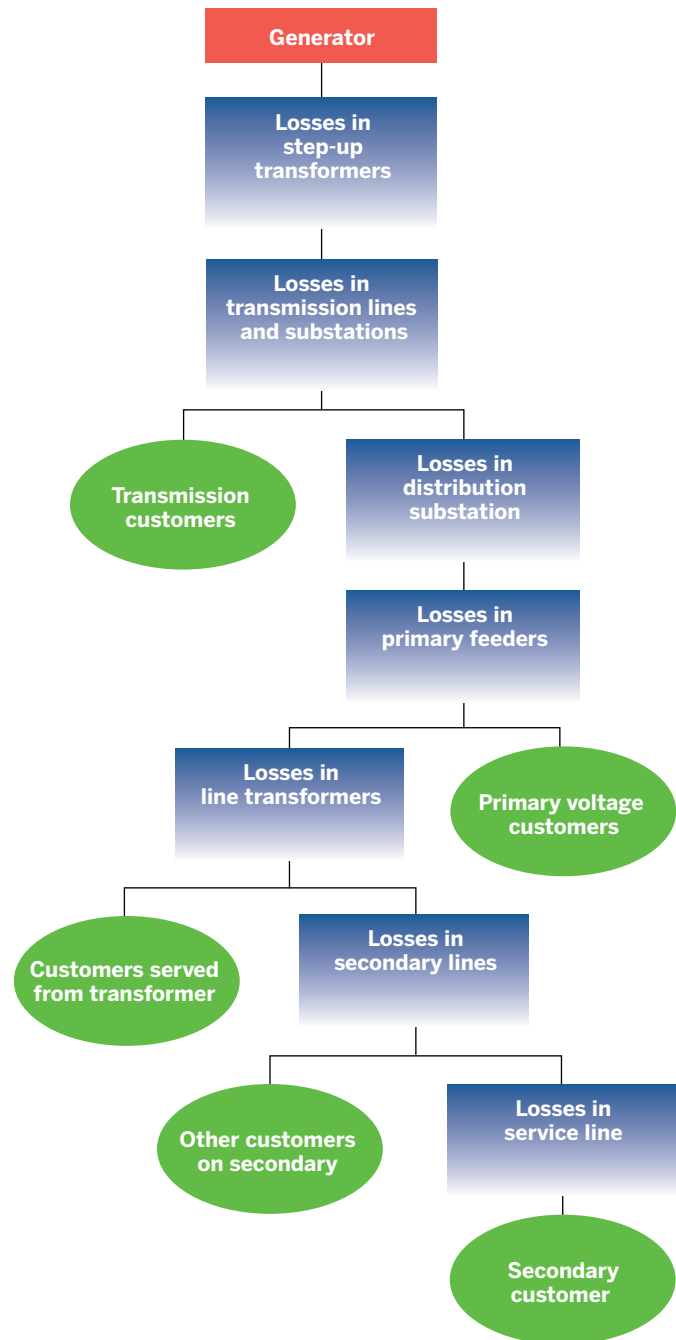 Generator
Losses in
step-up
transformers
Losses in
transmission lines
and substations
Transmission
customers
Losses in
distribution
substation
Losses in
primary feeders
Losses in
line transformers
Primary voltage
customers
Customers served
from transformer
Losses in
secondary lines
Other customers
on secondary
Losses in
service line
Secondary
customer